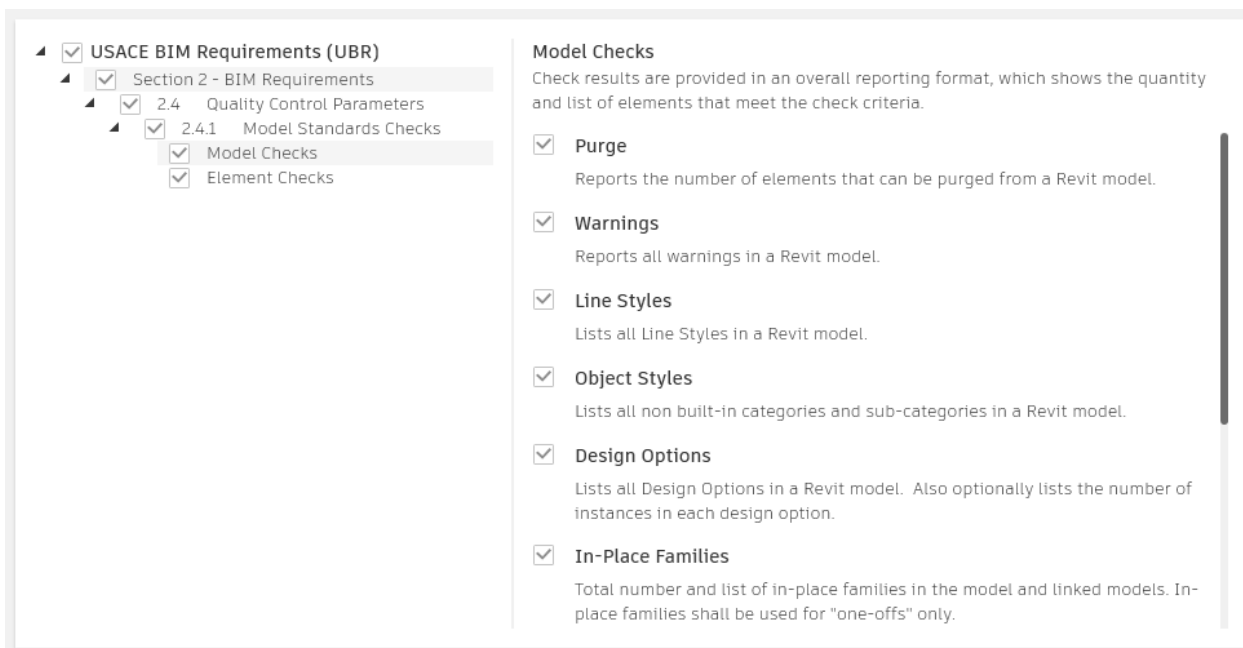 USACE BIM Requirements (UBR)
Section 2 - BIM Requirements
2.4 Quality Control Parameters
2.4.1 Model Standards Checks
Model Checks
Element Checks
Model Checks
Check results are provided in an overall reporting format, which shows the quantity
and list of elements that meet the check criteria.
Purge
Reports the number of elements that can be purged from a Revit model.
Warnings
Reports all warnings in a Revit model.
Line Styles
Lists all Line Styles in a Revit model.
Object Styles
Lists all non built-in categories and sub-categories in a Revit model.
Design Options
Lists all Design Options in a Revit model. Also optionally lists the number of
instances in each design option.
In-Place Families
Total number and list of in-place families in the model and linked models. In-
place families shall be used for "one-offs" only.